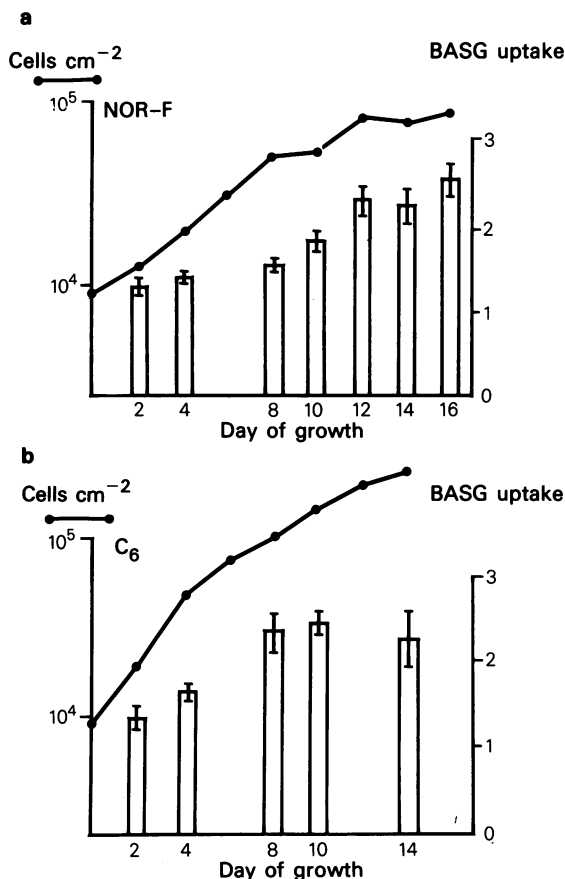 a
Cells cm⁻²
BASG uptake
10⁵
NOR–F
3
2
10⁴
1
0
2 4 8 10 12 14 16
Day of growth
b
Cells cm⁻²
BASG uptake
10⁵
C₆
3
2
10⁴
1
0
2 4 8 10 14
Day of growth